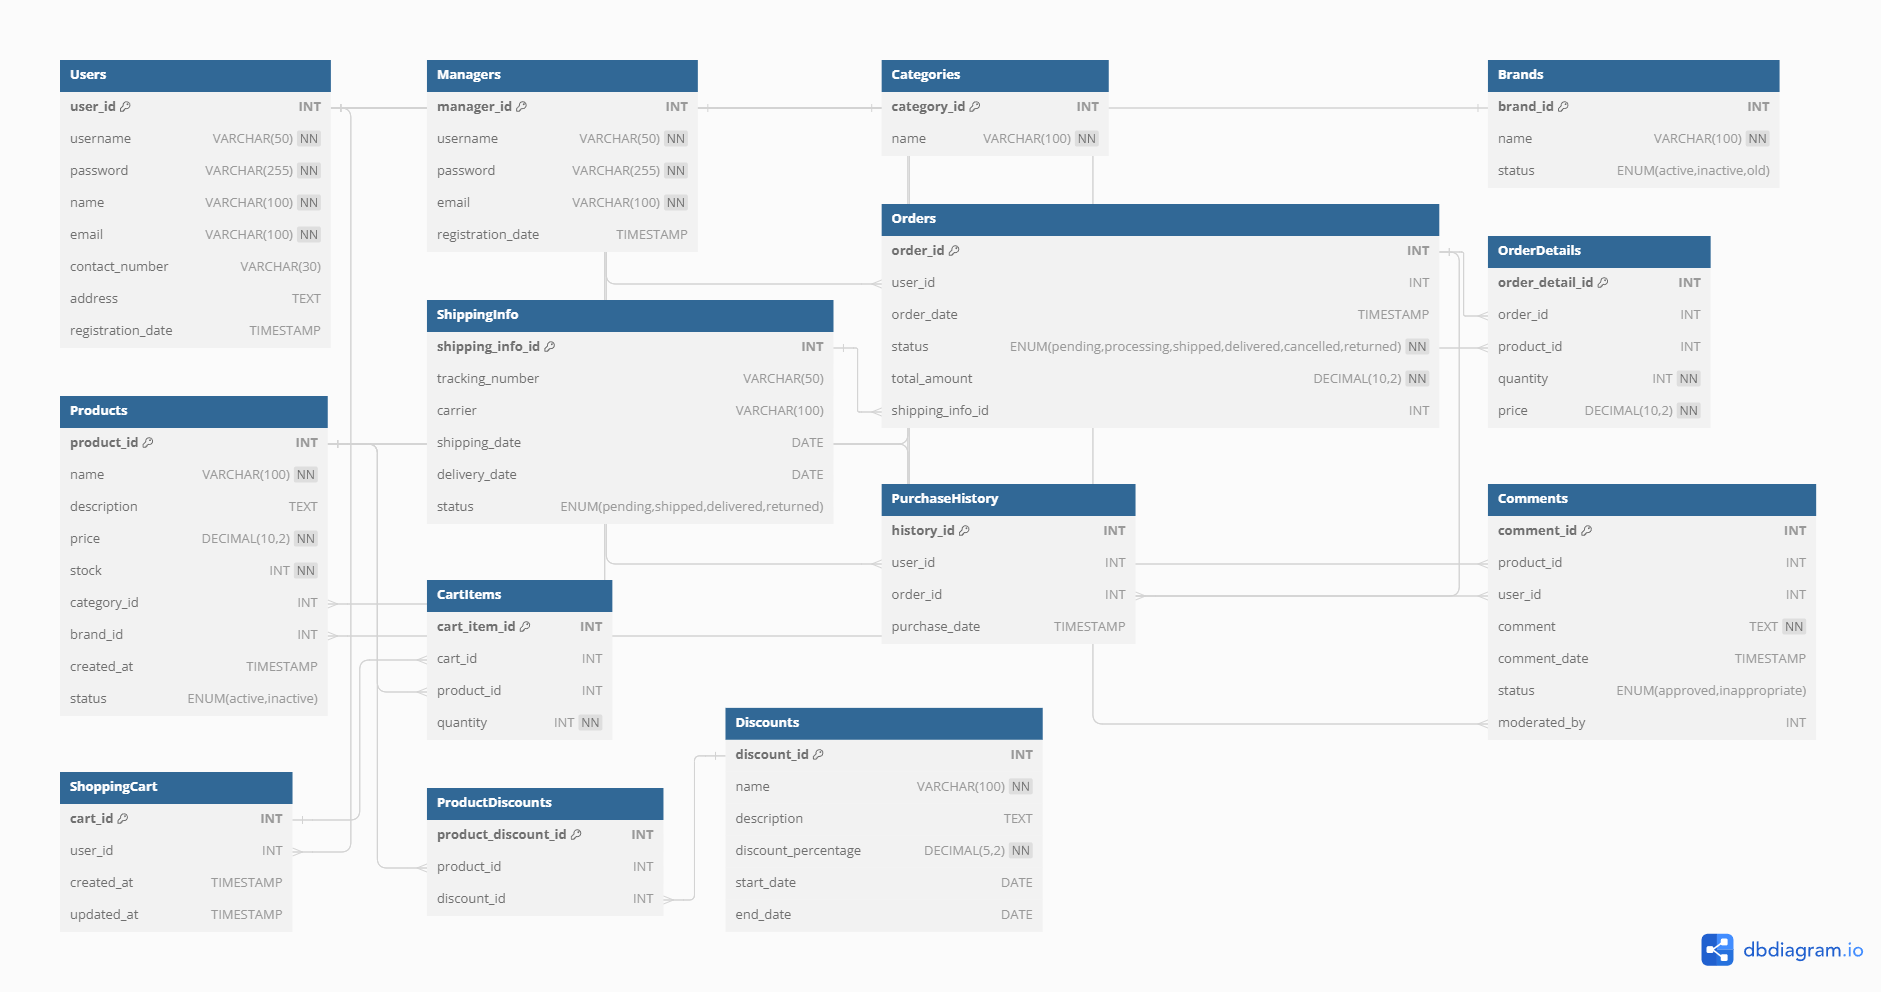 Users
user_id INT
username VARCHAR(50) NN
password VARCHAR(255) NN
name VARCHAR(100) NN
email VARCHAR(100) NN
contact_number VARCHAR(30)
address TEXT
registration_date TIMESTAMP
Managers
manager_id INT
username VARCHAR(50) NN
password VARCHAR(255) NN
email VARCHAR(100) NN
registration_date TIMESTAMP
Categories
category_id INT
name VARCHAR(100) NN
Brands
brand_id INT
name VARCHAR(100) NN
status ENUM(active,inactive,old)
Orders
order_id INT
user_id INT
order_date TIMESTAMP
status ENUM(pending,processing,shipped,delivered,cancelled,returned) NN
total_amount DECIMAL(10,2) NN
shipping_info_id INT
OrderDetails
order_detail_id INT
order_id INT
product_id INT
quantity INT NN
price DECIMAL(10,2) NN
ShippingInfo
shipping_info_id INT
tracking_number VARCHAR(50)
carrier VARCHAR(100)
shipping_date DATE
delivery_date DATE
status ENUM(pending,shipped,delivered,returned)
Products
product_id INT
name VARCHAR(100) NN
description TEXT
price DECIMAL(10,2) NN
stock INT NN
category_id INT
brand_id INT
created_at TIMESTAMP
status ENUM(active,inactive)
PurchaseHistory
history_id INT
user_id INT
order_id INT
purchase_date TIMESTAMP
Comments
comment_id INT
product_id INT
user_id INT
comment TEXT NN
comment_date TIMESTAMP
status ENUM(approved,inappropriate)
moderated_by INT
CartItems
cart_item_id INT
cart_id INT
product_id INT
quantity INT NN
Discounts
discount_id INT
name VARCHAR(100) NN
description TEXT
discount_percentage DECIMAL(5,2) NN
start_date DATE
end_date DATE
ShoppingCart
cart_id INT
user_id INT
created_at TIMESTAMP
updated_at TIMESTAMP
ProductDiscounts
product_discount_id INT
product_id INT
discount_id INT
dbdiagram.io